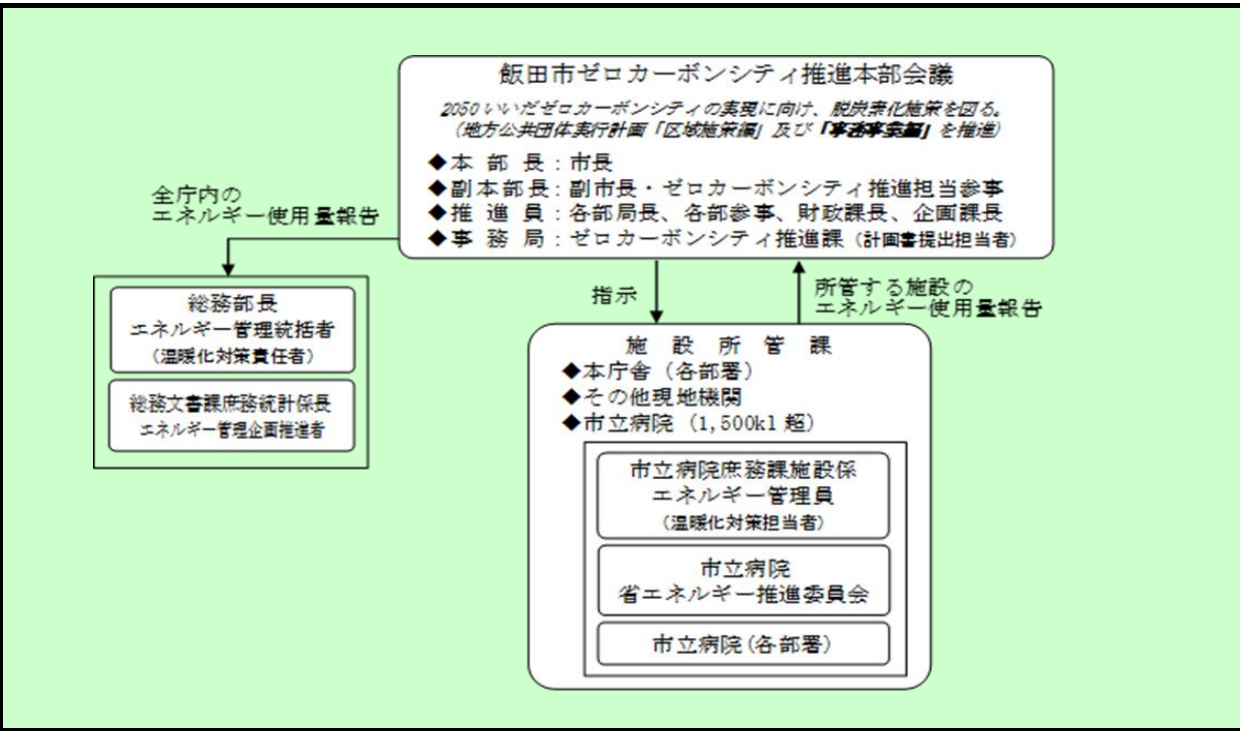 飯田市ゼロカーボンシティ推進本部会議
2050いいだゼロカーボンシティの実現に向け、脱炭素化施策を図る。
（地方公共団体実行計画「区域施策編」及び「事務事業編」を推進）
◆本 部 長：市長
◆副本部長：副市長・ゼロカーボンシティ推進担当参事
◆推 進 員：各部局長、各部参事、財政課長、企画課長
◆事 務 局：ゼロカーボンシティ推進課（計画書提出担当者）
全庁内の
エネルギー使用量報告
総務部長
エネルギー管理統括者
（温暖化対策責任者）
総務文書課庶務統計係長
エネルギー管理企画推進者
指示
所管する施設の
エネルギー使用量報告
施 設 所 管 課
◆本庁舎（各部署）
◆その他現地機関
◆市立病院（1,500kl 超）
市立病院庶務課施設係
エネルギー管理員
（温暖化対策担当者）
市立病院
省エネルギー推進委員会
市立病院(各部署)